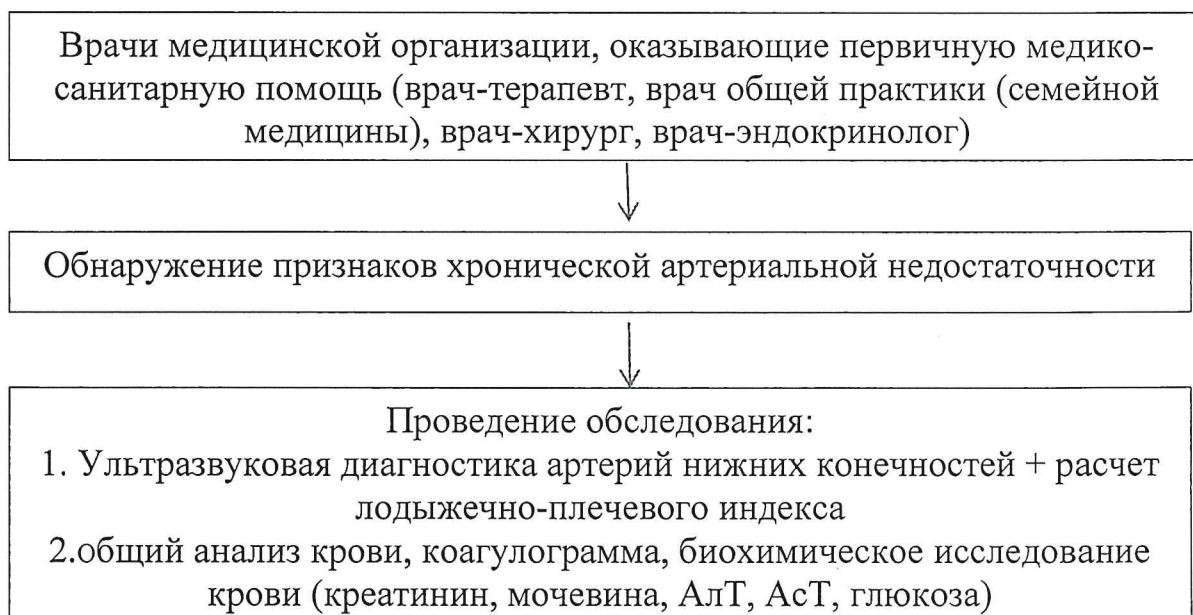 Врачи медицинской организации, оказывающие первичную медико-
санитарную помощь (врач-терапевт, врач общей практики (семейной
медицины), врач-хирург, врач-эндокринолог)
Обнаружение признаков хронической артериальной недостаточности
Проведение обследования:
1. Ультразвуковая диагностика артерий нижних конечностей + расчет
лодыжечно-плечевого индекса
2.общий анализ крови, коагулограмма, биохимическое исследование
крови (креатинин, мочевина, АлТ, АсТ, глюкоза)